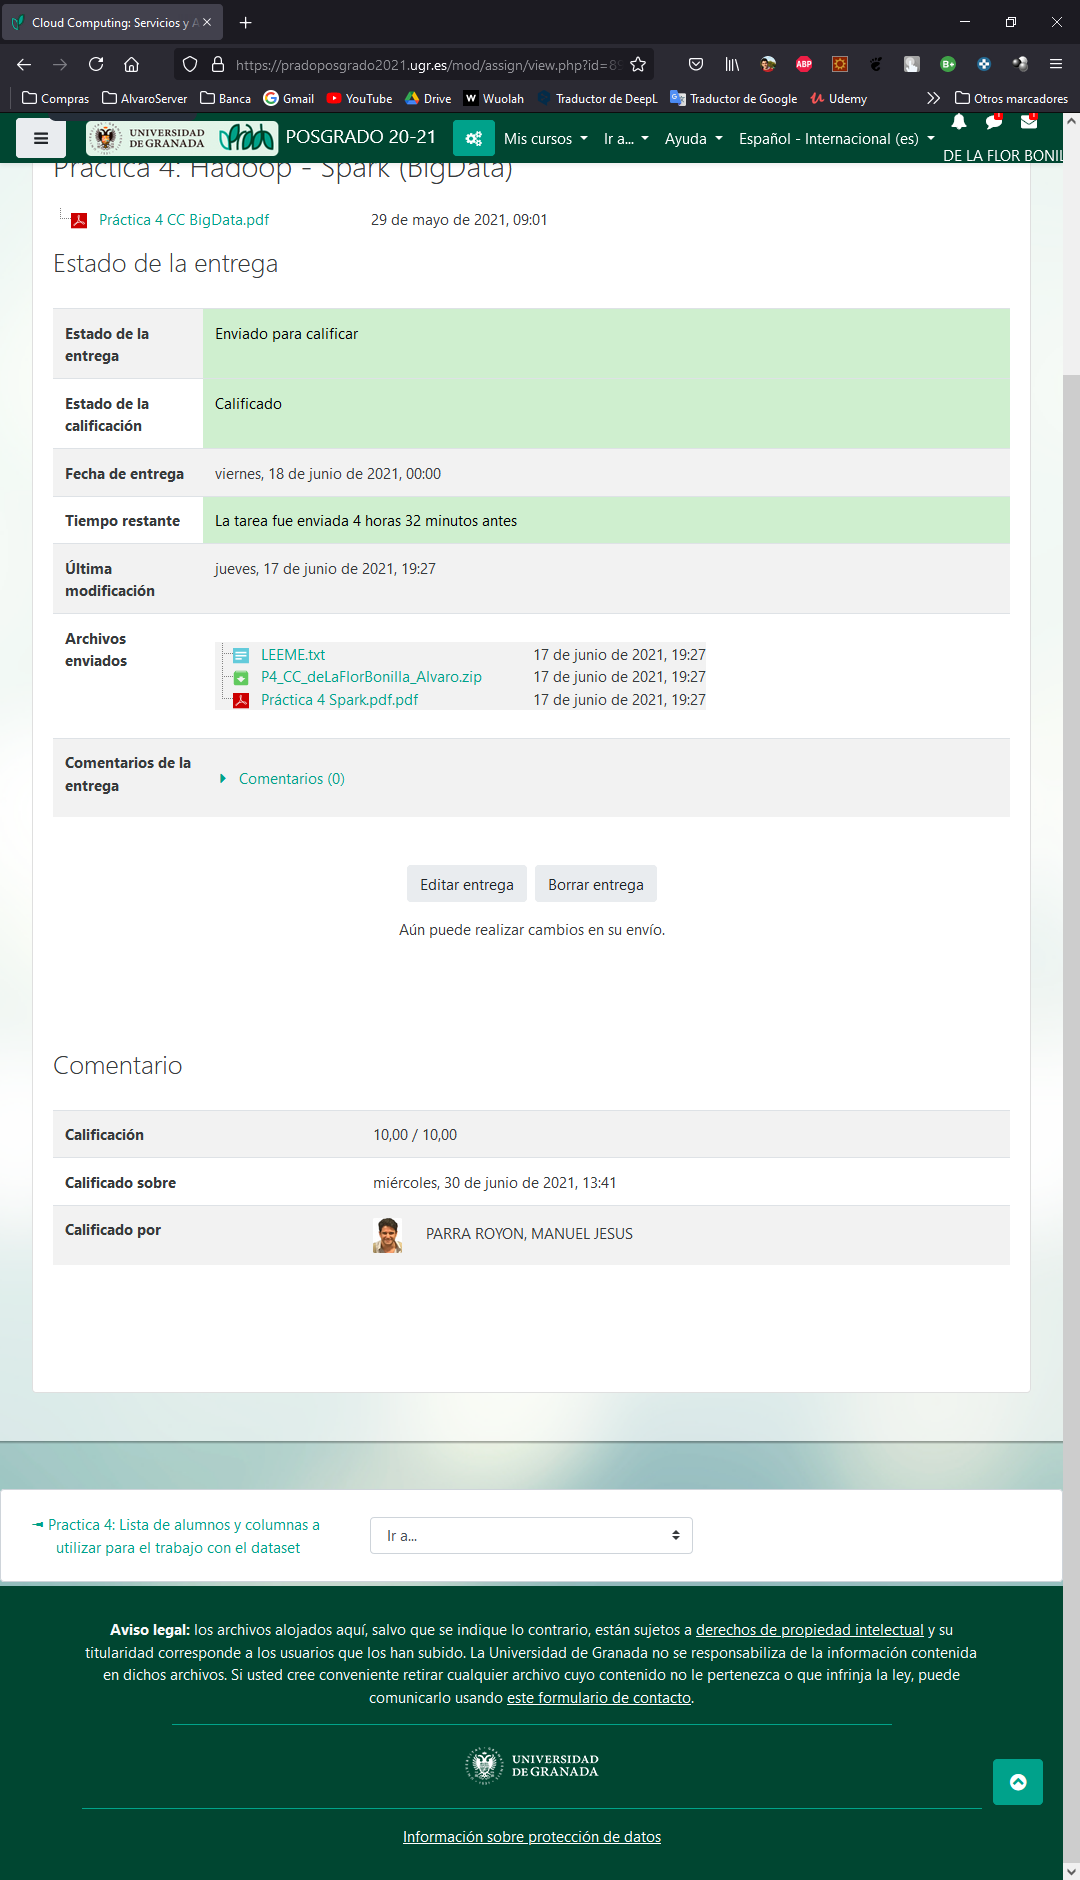 Cloud Computing: Servicios y A
https://pradoposgrado2021.ugr.es/mod/assign/view.php?id=8
ABP
B+
Compras AlvaroServer Banca Gmail YouTube Drive Wuolah Traductor de DeepL Traductor de Google Udemy Otros marcadores
UNIVERSIDAD
DE GRANADA
POSGRADO 20-21 Mis cursos Ir a... Ayuda Español - Internacional (es)
DE LA FLOR BONIL
Práctica 4: Hadoop - Spark (BigData)
Práctica 4 CC BigData.pdf 29 de mayo de 2021, 09:01
Estado de la entrega
Estado de la
entrega
Enviado para calificar
Estado de la
calificación
Calificado
Fecha de entrega viernes, 18 de junio de 2021, 00:00
Tiempo restante La tarea fue enviada 4 horas 32 minutos antes
Última
modificación
jueves, 17 de junio de 2021, 19:27
Archivos
enviados
LEEME.txt 17 de junio de 2021, 19:27
P4_CC_deLaFlorBonilla_Alvaro.zip 17 de junio de 2021, 19:27
Práctica 4 Spark.pdf.pdf 17 de junio de 2021, 19:27
Comentarios de la
entrega
Comentarios (0)
Editar entrega Borrar entrega
Aún puede realizar cambios en su envío.
Comentario
Calificación 10,00 / 10,00
Calificado sobre miércoles, 30 de junio de 2021, 13:41
Calificado por PARRA ROYON, MANUEL JESUS
◄ Practica 4: Lista de alumnos y columnas a
utilizar para el trabajo con el dataset
Ir a...
Aviso legal: los archivos alojados aquí, salvo que se indique lo contrario, están sujetos a derechos de propiedad intelectual y su
titularidad corresponde a los usuarios que los han subido. La Universidad de Granada no se responsabiliza de la información contenida
en dichos archivos. Si usted cree conveniente retirar cualquier archivo cuyo contenido no le pertenezca o que infrinja la ley, puede
comunicarlo usando este formulario de contacto.
UNIVERSIDAD
DE GRANADA
Información sobre protección de datos